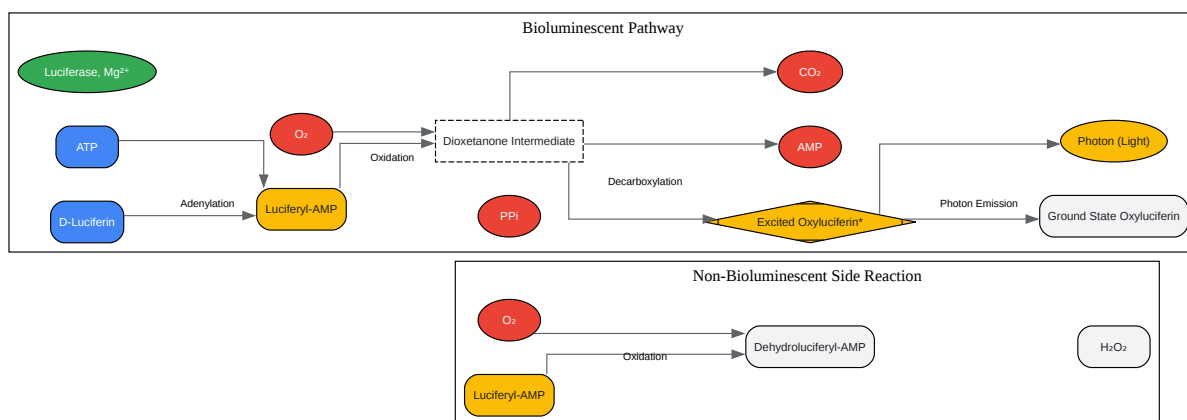 Bioluminescent Pathway
Luciferase, Mg²⁺
CO₂
O₂
ATP
Dioxetanone Intermediate
AMP
Photon (Light)
Oxidation
Decarboxylation
Adenylation
Luciferyl-AMP
D-Luciferin
PPi
Excited Oxyluciferin*
Photon Emission
Ground State Oxyluciferin
Non-Bioluminescent Side Reaction
O₂
Dehydroluciferyl-AMP
H₂O₂
Oxidation
Luciferyl-AMP